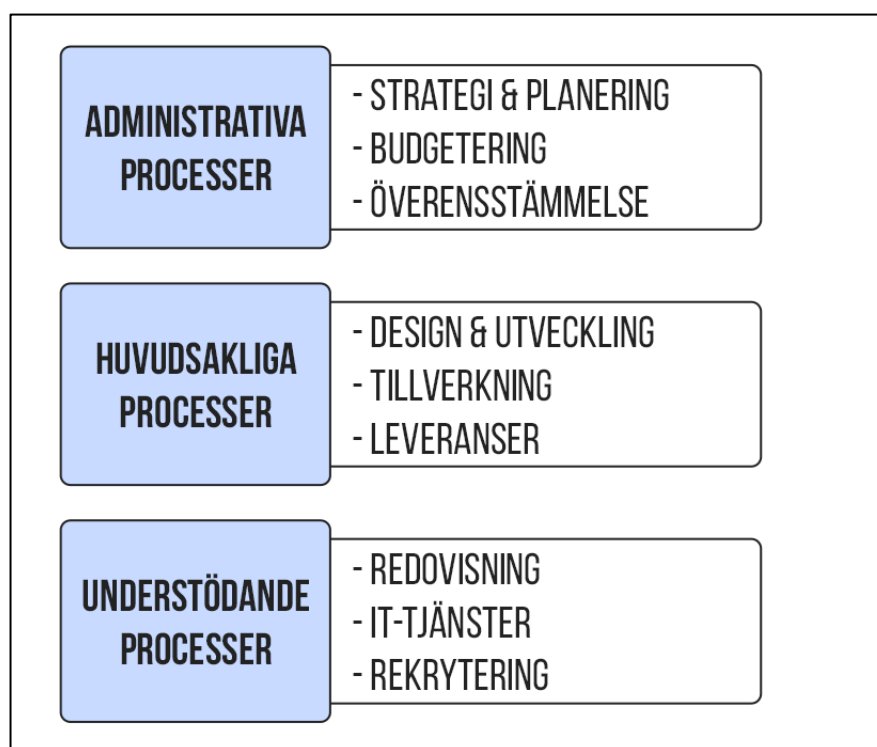 ADMINISTRATIVA
PROCESSER
- STRATEGI & PLANERING
- BUDGETERING
- ÖVERENSSTÄMMELSE
HUVUDSAKLIGA
PROCESSER
- DESIGN & UTVECKLING
- TILLVERKNING
- LEVERANSER
UNDERSTÖDANDE
PROCESSER
- REDOVISNING
- IT-TJÄNSTER
- REKRYTERING